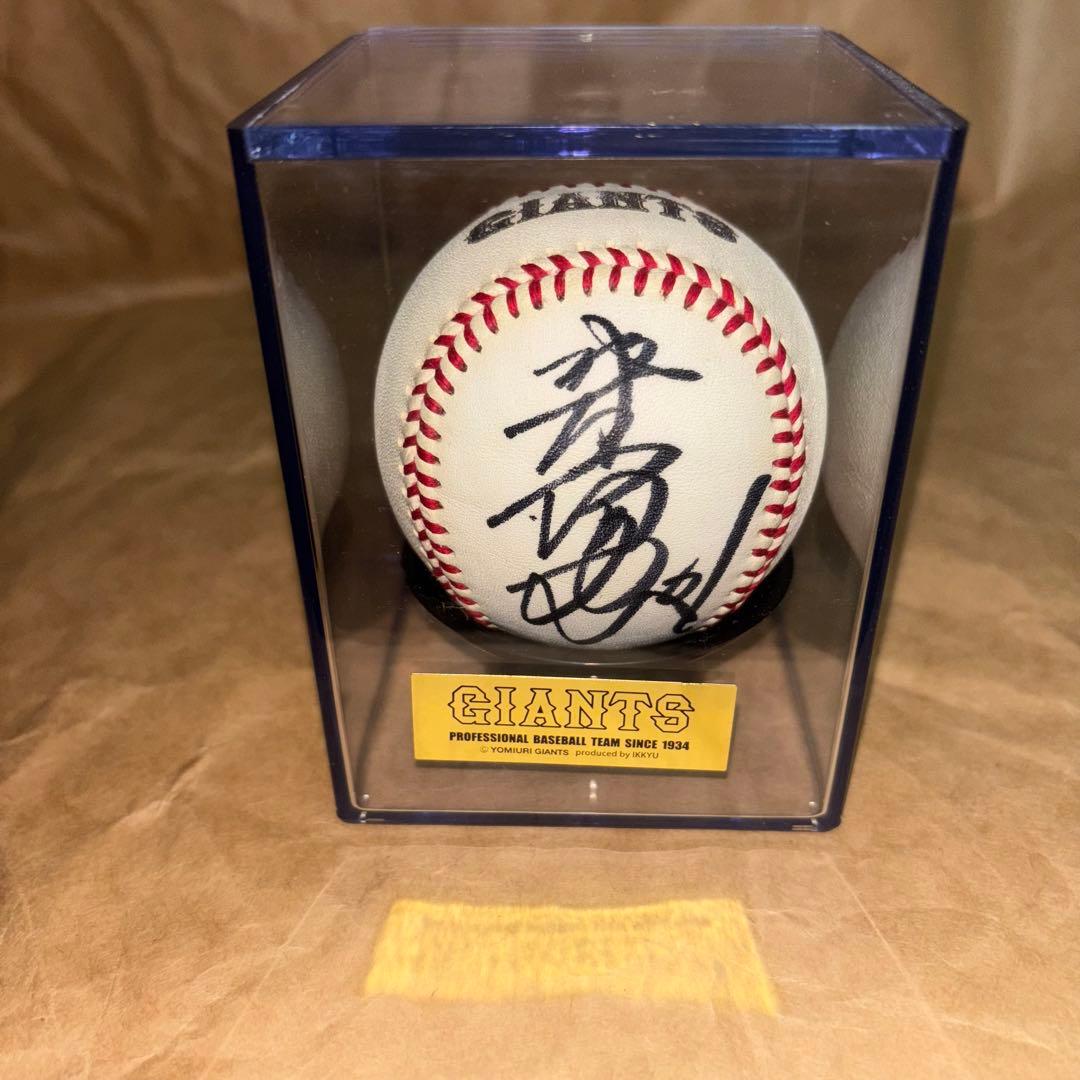 GIANTS
GIANTS
PROFESSIONAL BASEBALL TEAM SINCE 1934
© YOMIURI GIANTS produced by IKKYU